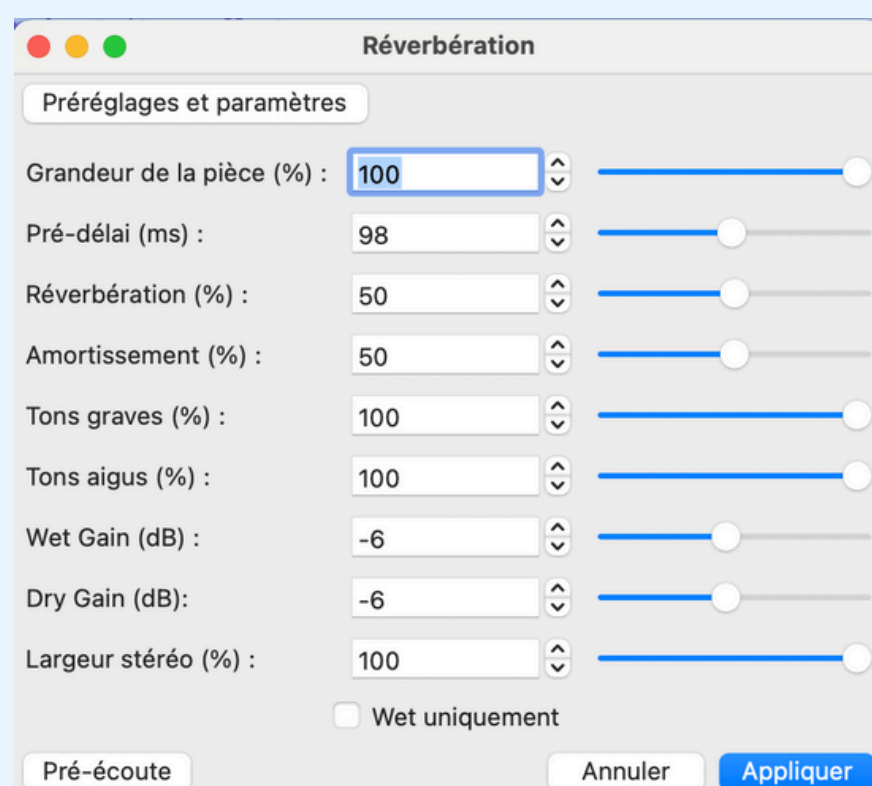 Réverbération
Préréglages et paramètres
Grandeur de la pièce (%) : 100
Pré-délai (ms) : 98
Réverbération (%) : 50
Amortissement (%) : 50
Tons graves (%) : 100
Tons aigus (%) : 100
Wet Gain (dB) : -6
Dry Gain (dB): -6
Largeur stéréo (%) : 100
Wet uniquement
Pré-écoute Annuler Appliquer